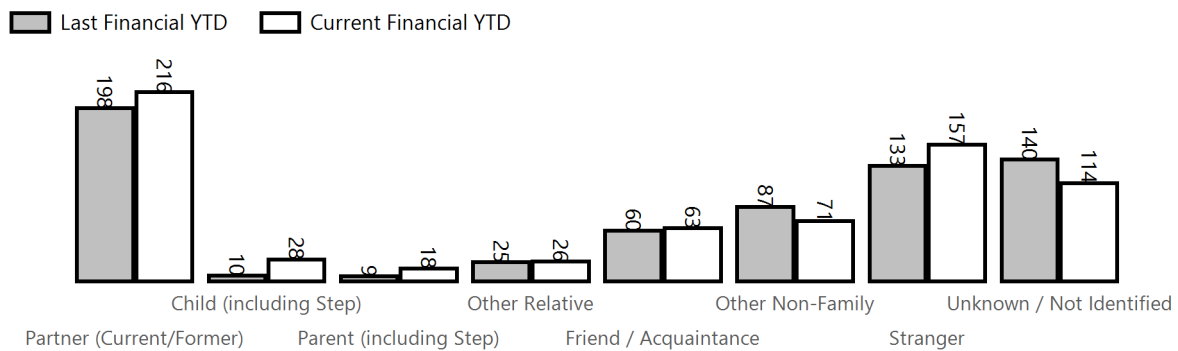 Last Financial YTD Current Financial YTD
198 216 10 28 9 18 25 26 60 63 87 71 133 157 140 114
Child (including Step) Other Relative Other Non-Family Unknown / Not Identified
Partner (Current/Former) Parent (including Step) Friend / Acquaintance Stranger